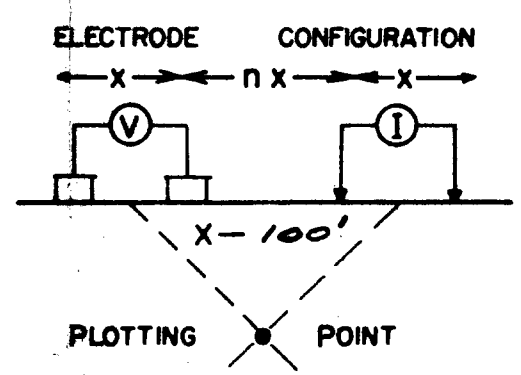 ELECTRODE CONFIGURATION
x n x x
V I
X — 100'
PLOTTING POINT